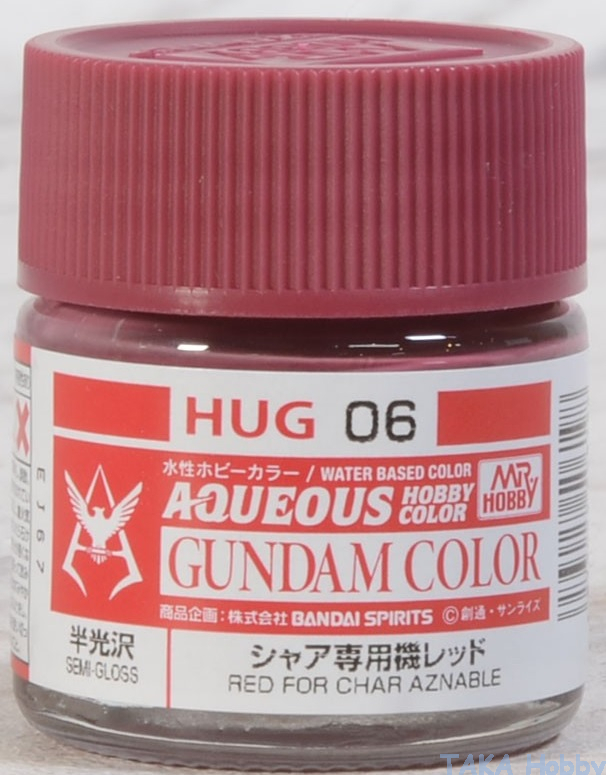 HUG 06
水性ホビーカラー / WATER BASED COLOR
AQUEOUS HOBBY COLOR
MR HOBBY
GUNDAM COLOR
商品企画：株式会社 BANDAI SPIRITS ©創通・サンライズ
半光沢
SEMI-GLOSS
シャア専用機レッド
RED FOR CHAR AZNABLE
EJ67
TAKA Hobby